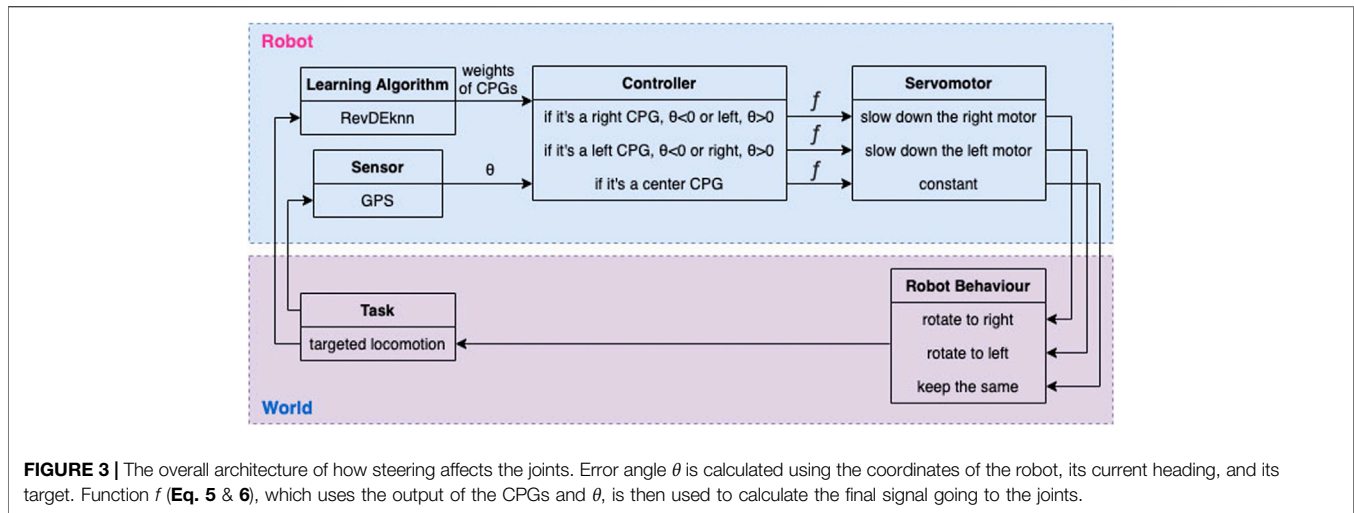 Robot
Learning Algorithm
RevDEknn
weights
of CPGs
Sensor
GPS
θ
Controller
if it's a right CPG, θ<0 or left, θ>0
if it's a left CPG, θ<0 or right, θ>0
if it's a center CPG
f
f
f
Servomotor
slow down the right motor
slow down the left motor
constant
Task
targeted locomotion
Robot Behaviour
rotate to right
rotate to left
keep the same
World
FIGURE 3 | The overall architecture of how steering affects the joints. Error angle θ is calculated using the coordinates of the robot, its current heading, and its
target. Function f (Eq. 5 & 6), which uses the output of the CPGs and θ, is then used to calculate the final signal going to the joints.